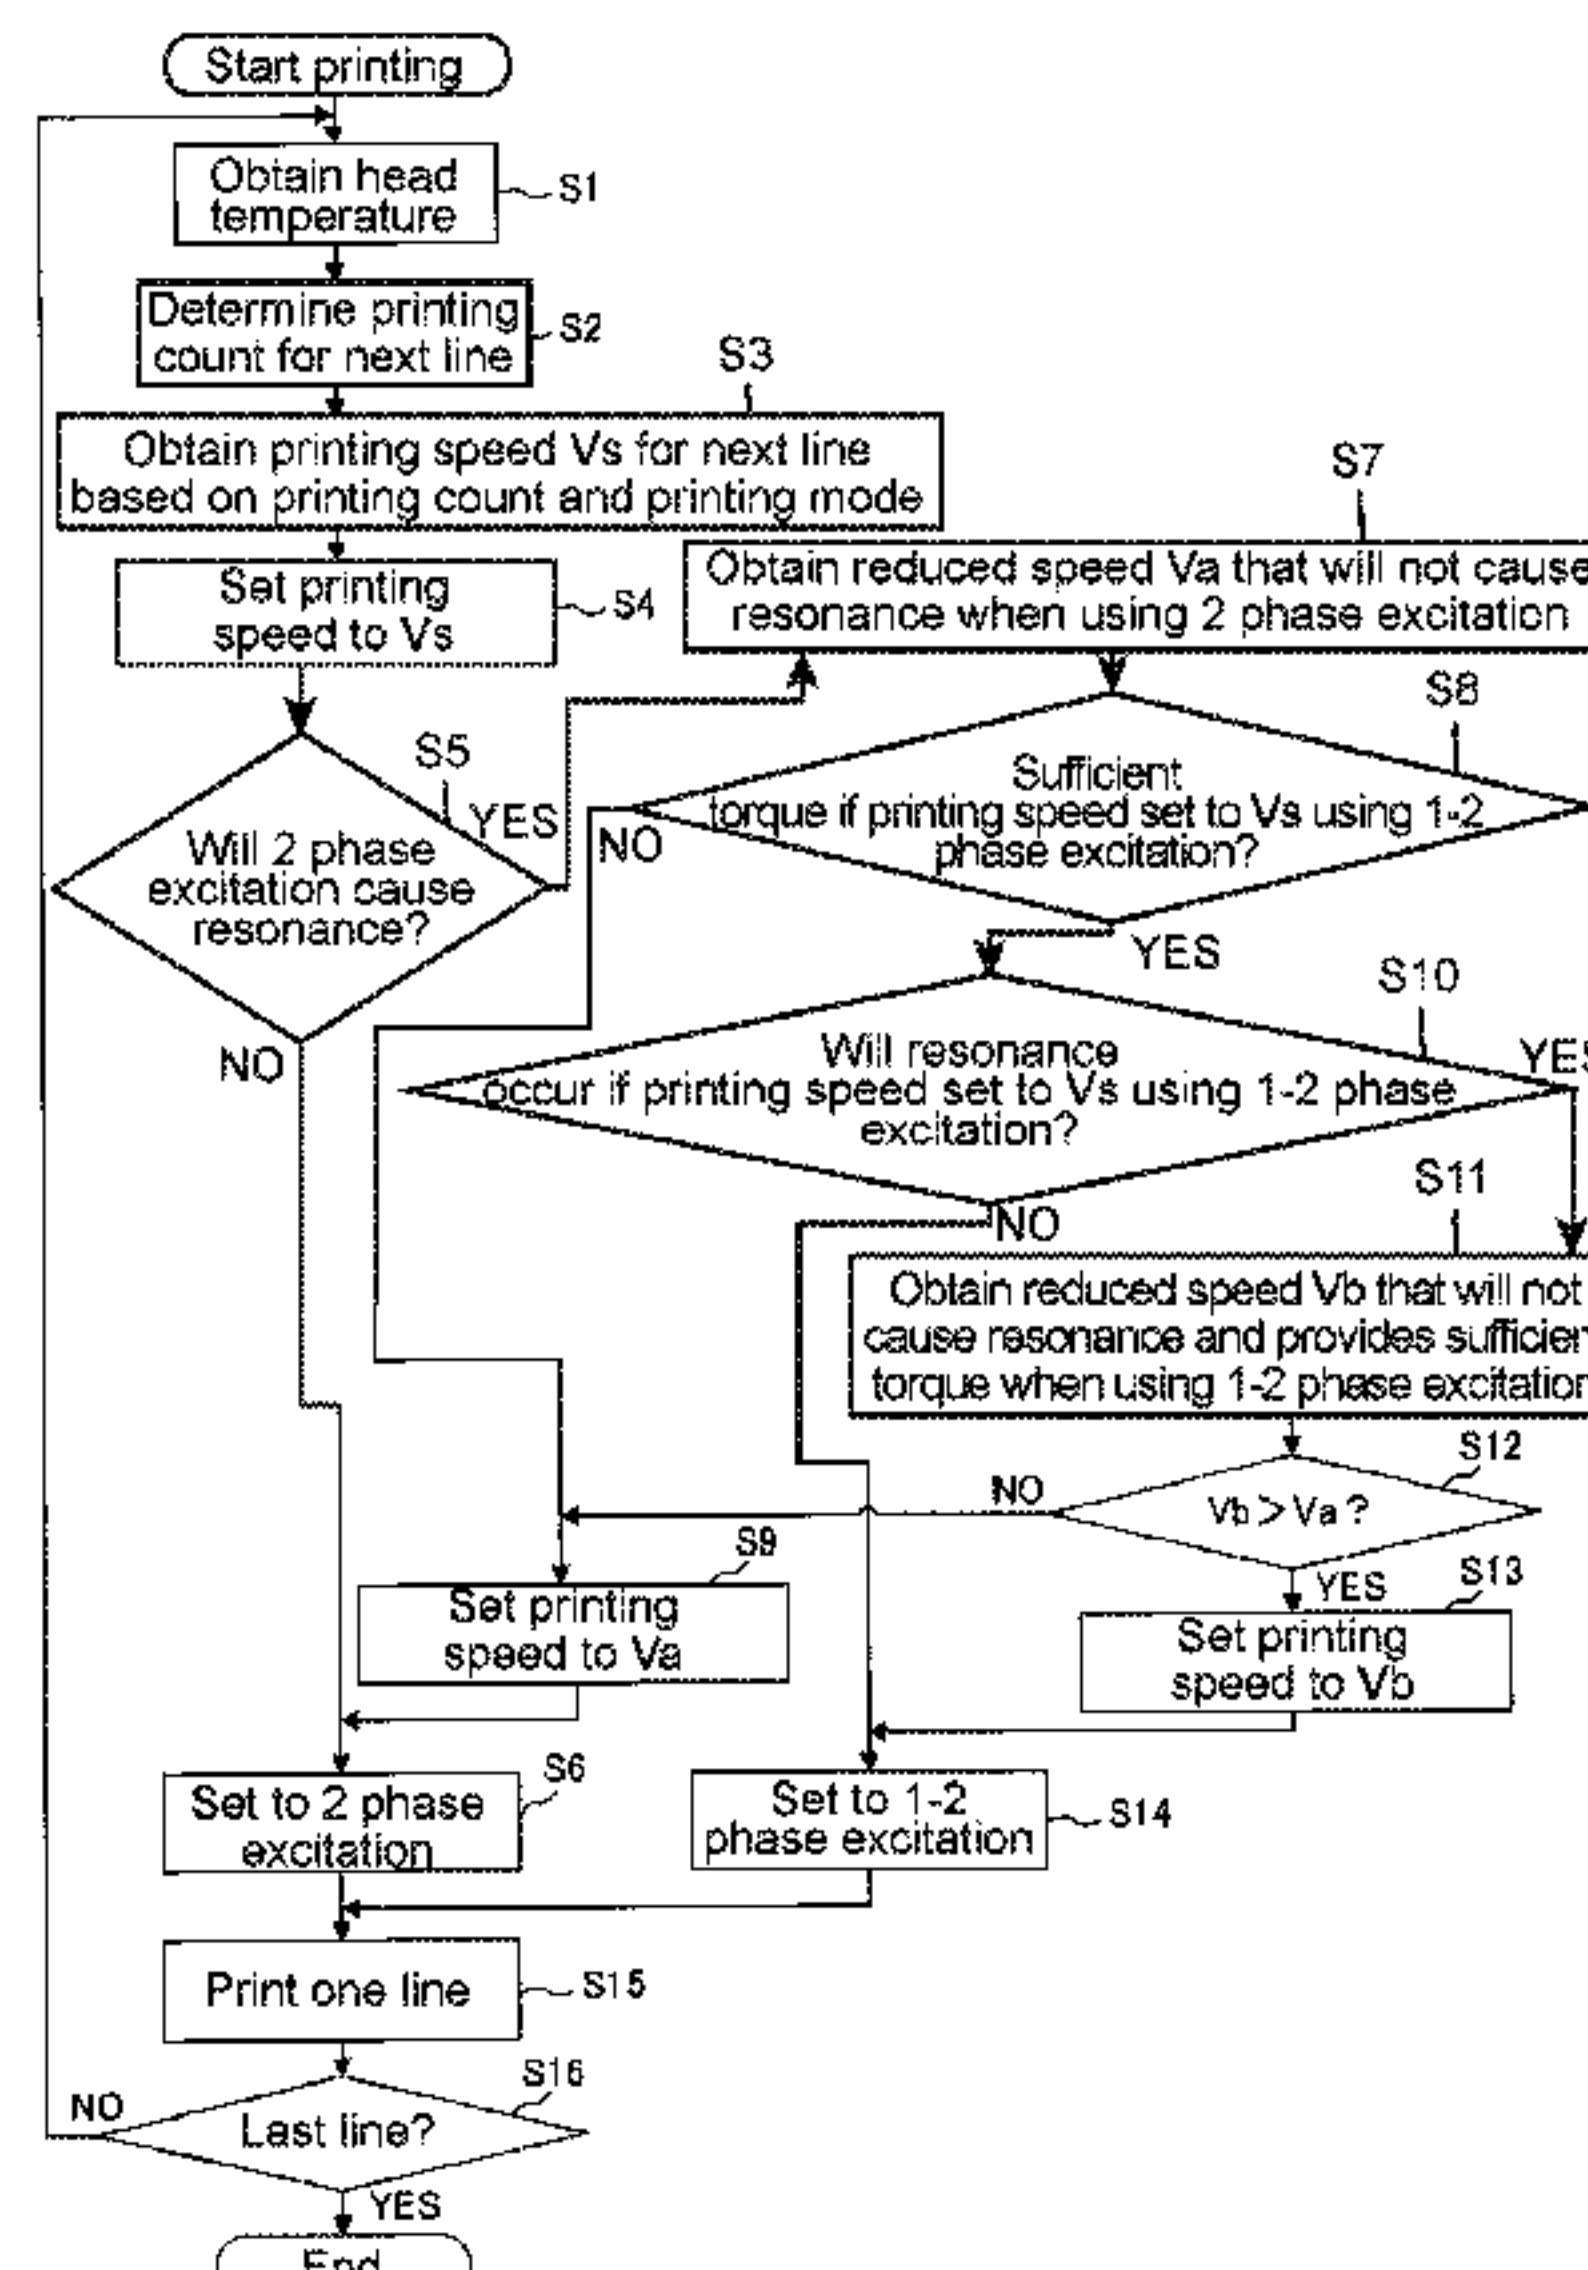 Start printing
Obtain head
temperature
S1
Determine printing
count for next line
S2
S3
Obtain printing speed Vs for next line
based on printing count and printing mode
Set printing
speed to Vs
S4
S7
Obtain reduced speed Va that will not cause
resonance when using 2 phase excitation
S5
YES
Will 2 phase
excitation cause
resonance?
NO
S8
Sufficient
torque if printing speed set to Vs using 1-2
phase excitation?
NO
YES
S10
Will resonance
occur if printing speed set to Vs using 1-2 phase
excitation?
YES
NO
S11
Obtain reduced speed Vb that will not
cause resonance and provides sufficien
torque when using 1-2 phase excitation
S12
Vb > Va ?
NO
YES
S9
Set printing
speed to Va
S13
Set printing
speed to Vb
S6
Set to 2 phase
excitation
Set to 1-2
phase excitation
S14
Print one line
S15
S16
Last line?
NO
YES
End